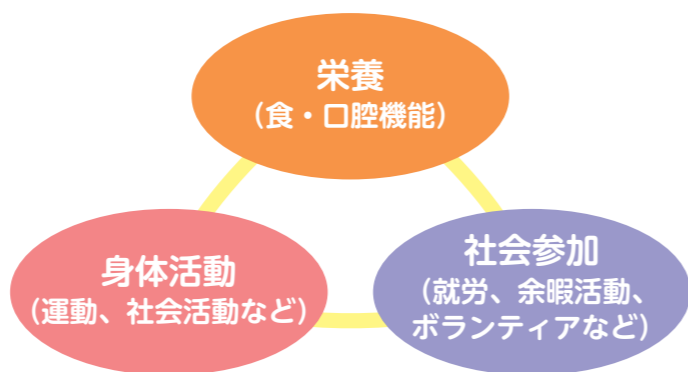 栄養
（食・口腔機能）
身体活動
（運動、社会活動など）
社会参加
（就労、余暇活動、
ボランティアなど）